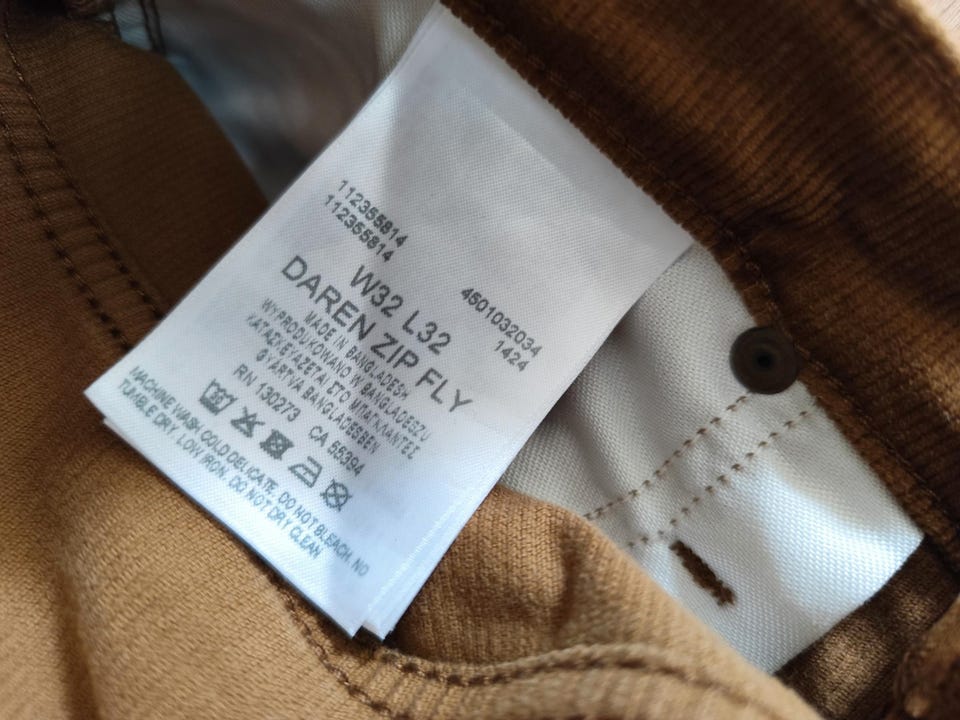 112355814
112355814
4501032034
1424
W32 L32
DAREN ZIP FLY
MADE IN BANGLADESH
WYPRODUKOWANO W BANGLADESZU
ΚΑΤΑΣΚΕΥΑΖΕΤΑΙ ΣΤΟ ΜΠΑΓΚΛΑΝΤΕΣ
GYÁRTVA BANGLADESBEN
RN 130273 CA 55394
MACHINE WASH COLD DELICATE. DO NOT BLEACH. NO
TUMBLE DRY. LOW IRON. DO NOT DRY CLEAN